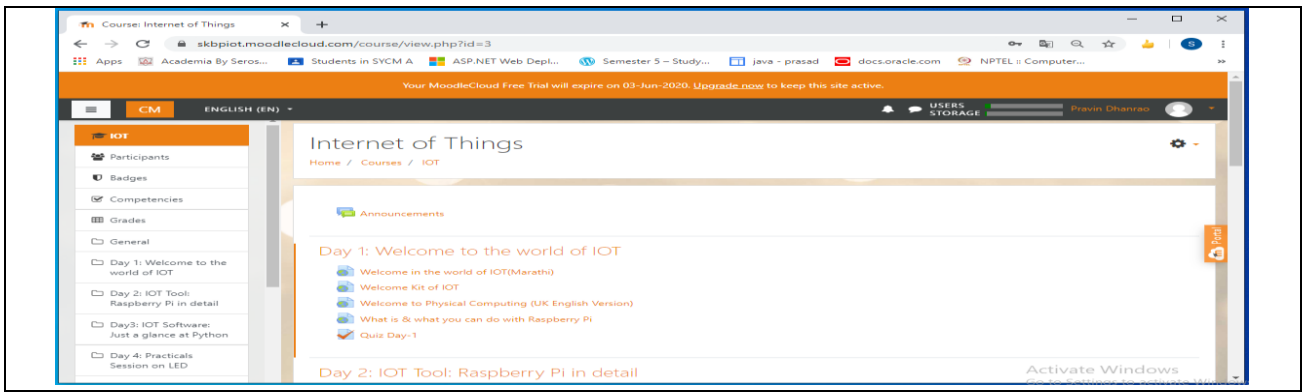 Course: Internet of Things
skbpiot.moodlecloud.com/course/view.php?id=3
Apps Academia By Seros... Students in SYCM A ASP.NET Web Depl... Semester 5 – Study... java - prasad docs.oracle.com NPTEL :: Computer...
Your MoodleCloud Free Trial will expire on 03-Jun-2020. Upgrade now to keep this site active.
CM ENGLISH (EN) USERS Pravin Dhanrao
STORAGE
IOT
Participants
Badges
Competencies
Grades
General
Day 1: Welcome to the
world of IOT
Day 2: IOT Tool:
Raspberry Pi in detail
Day3: IOT Software:
Just a glance at Python
Day 4: Practicals
Session on LED
Internet of Things
Home / Courses / IOT
Announcements
Day 1: Welcome to the world of IOT
Welcome in the world of IOT(Marathi)
Welcome Kit of IOT
Welcome to Physical Computing (UK English Version)
What is & what you can do with Raspberry Pi
Quiz Day-1
Day 2: IOT Tool: Raspberry Pi in detail
Portal
S
Activate Windows
Go to Settings to activate